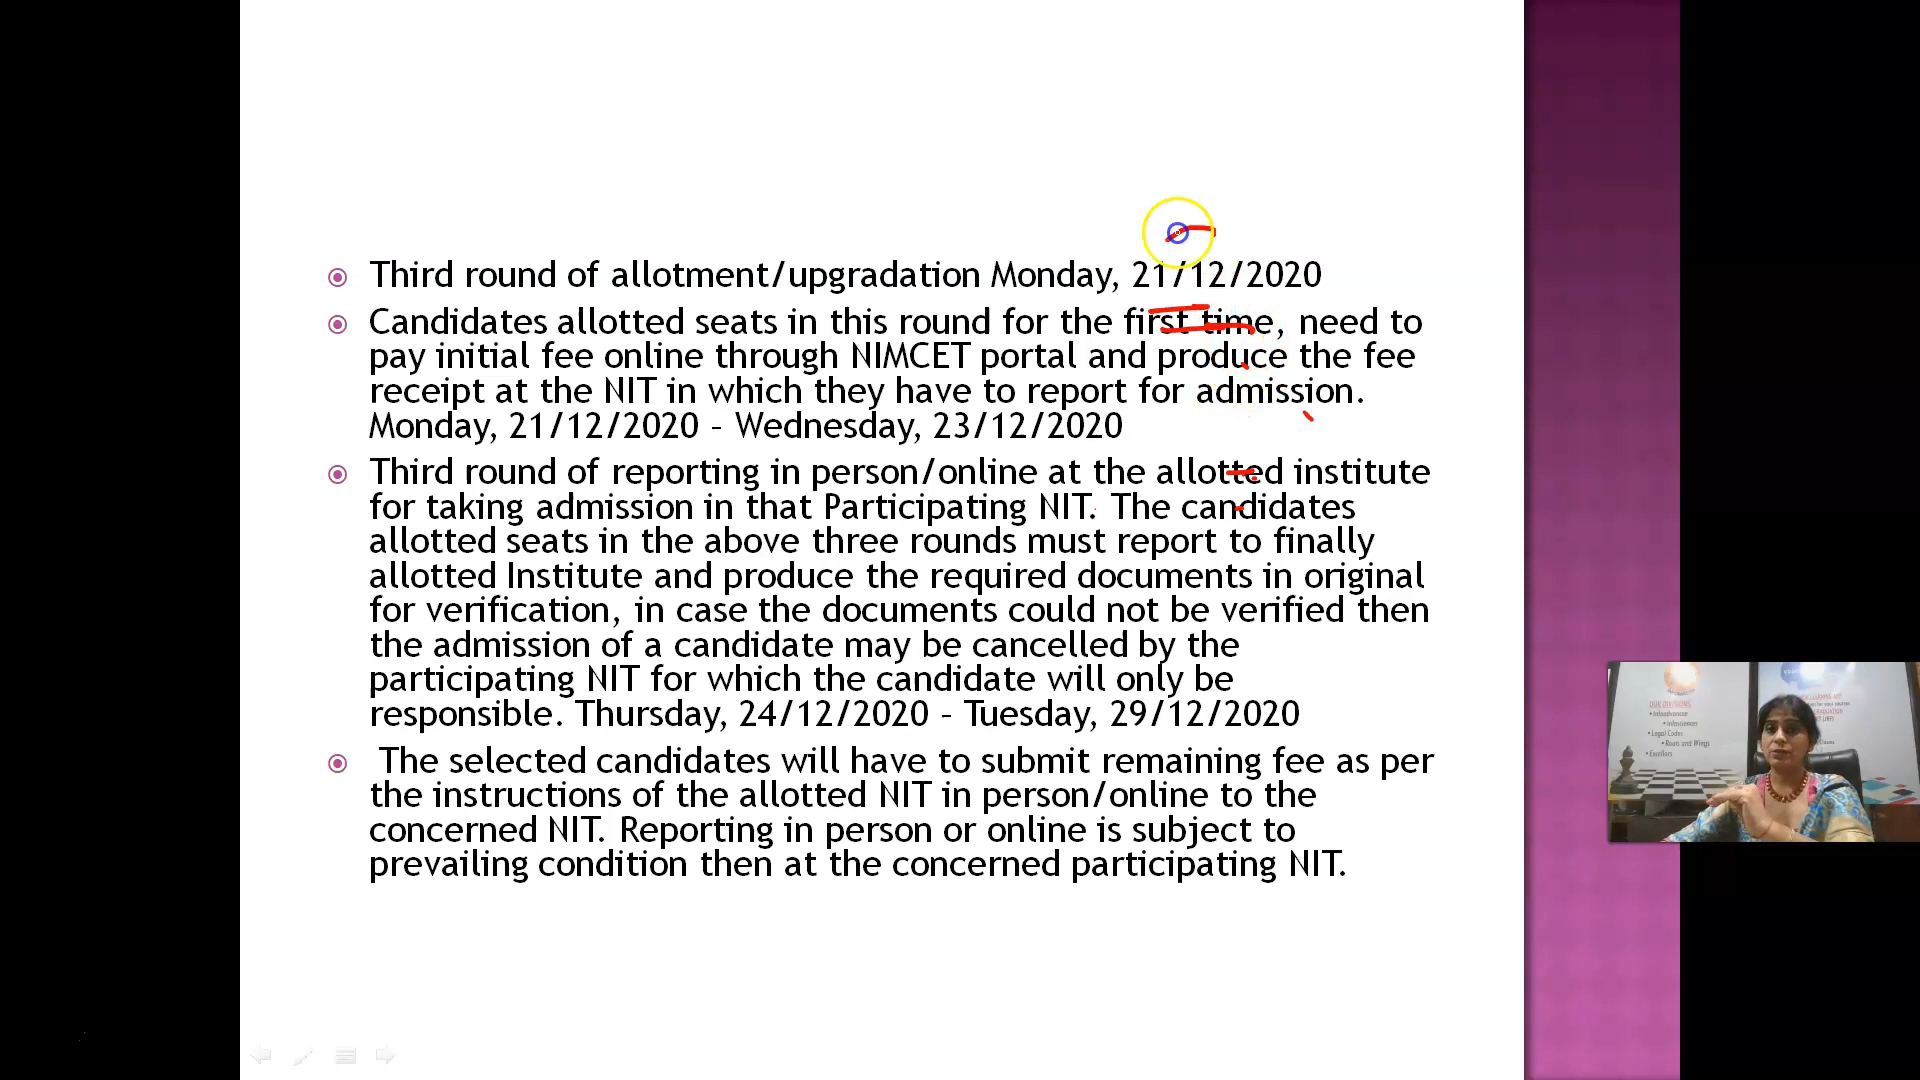 Third round of allotment/upgradation Monday, 21/12/2020
Candidates allotted seats in this round for the first time, need to
pay initial fee online through NIMCET portal and produce the fee
receipt at the NIT in which they have to report for admission.
Monday, 21/12/2020 – Wednesday, 23/12/2020
Third round of reporting in person/online at the allotted institute
for taking admission in that Participating NIT. The candidates
allotted seats in the above three rounds must report to finally
allotted Institute and produce the required documents in original
for verification, in case the documents could not be verified then
the admission of a candidate may be cancelled by the
participating NIT for which the candidate will only be
responsible. Thursday, 24/12/2020 – Tuesday, 29/12/2020
The selected candidates will have to submit remaining fee as per
the instructions of the allotted NIT in person/online to the
concerned NIT. Reporting in person or online is subject to
prevailing condition then at the concerned participating NIT.
OUR DIVISIONS
• Legal Codes
• Roots and Wings